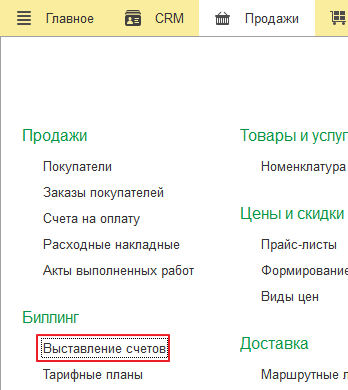 Главное CRM Продажи
Продажи
Покупатели
Заказы покупателей
Счета на оплату
Расходные накладные
Акты выполненных работ
Биллинг
Выставление счетов
Тарифные планы
Товары и услуг
Номенклатура
Цены и скидки
Прайс-листы
Формирование
Виды цен
Доставка
Маршрутные л